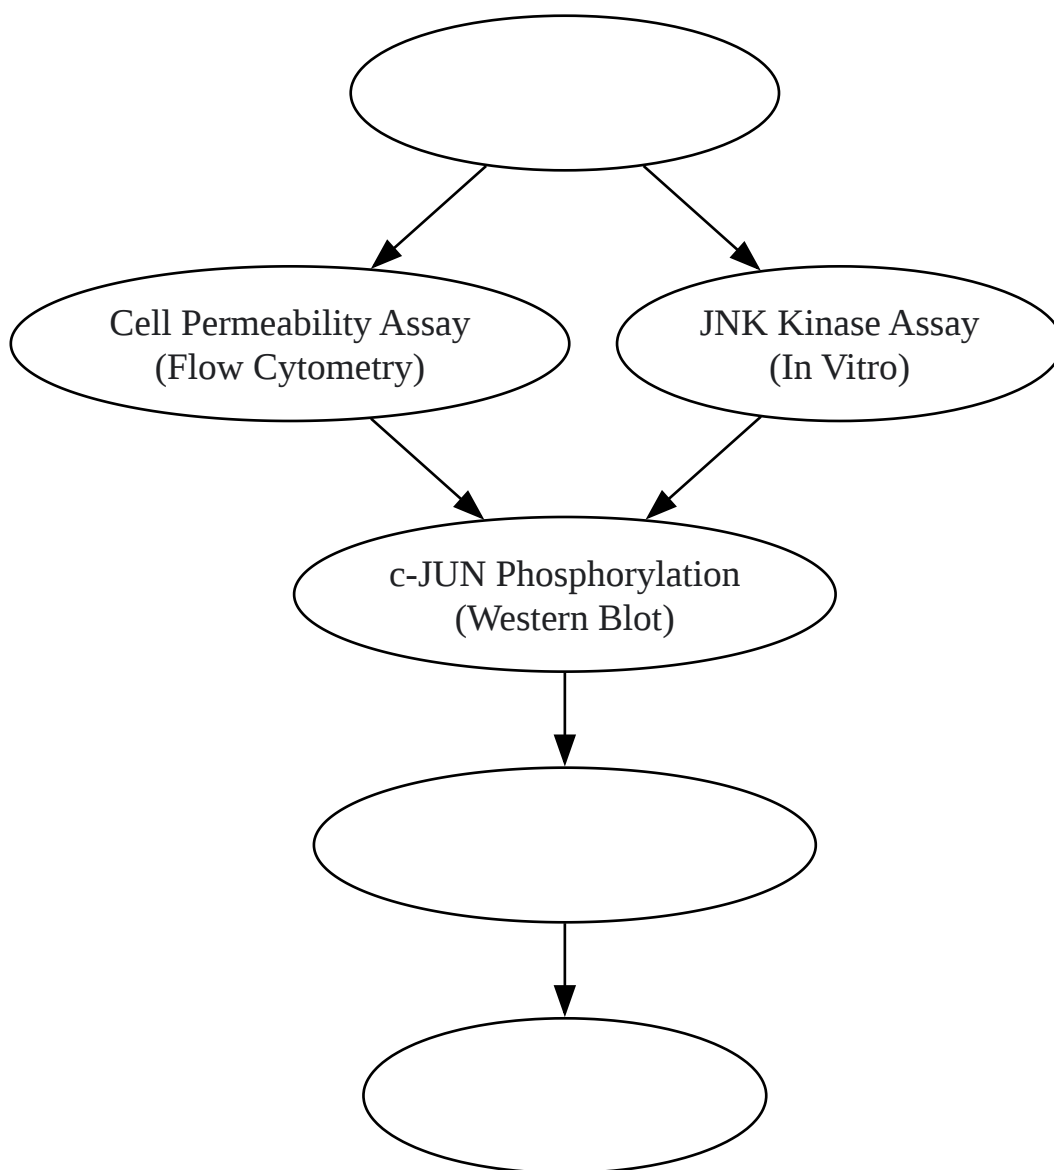 Cell Permeability Assay
(Flow Cytometry)
JNK Kinase Assay
(In Vitro)
c-JUN Phosphorylation
(Western Blot)